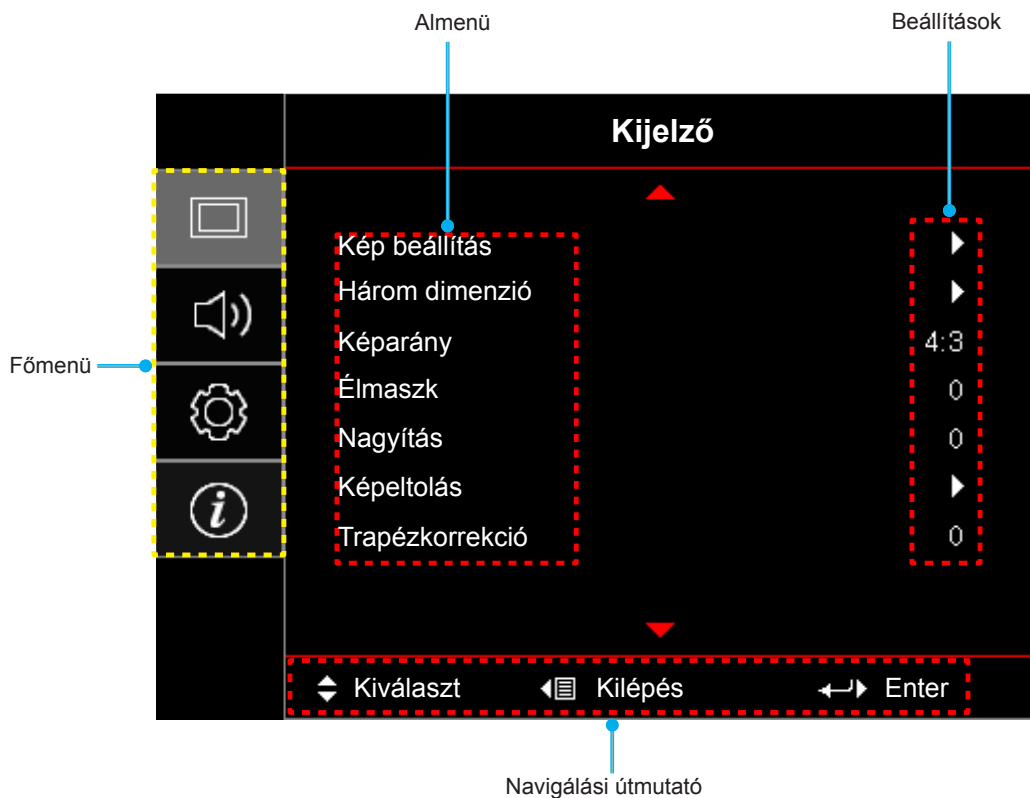 Almenü
Beállítások
Kijelző
Kép beállítás
Három dimenzió
Képarány 4:3
Élmaszk 0
Nagyítás 0
Képeltolás
Trapézkorrekció 0
Főmenü
Kiválaszt Kilépés Enter
Navigálási útmutató